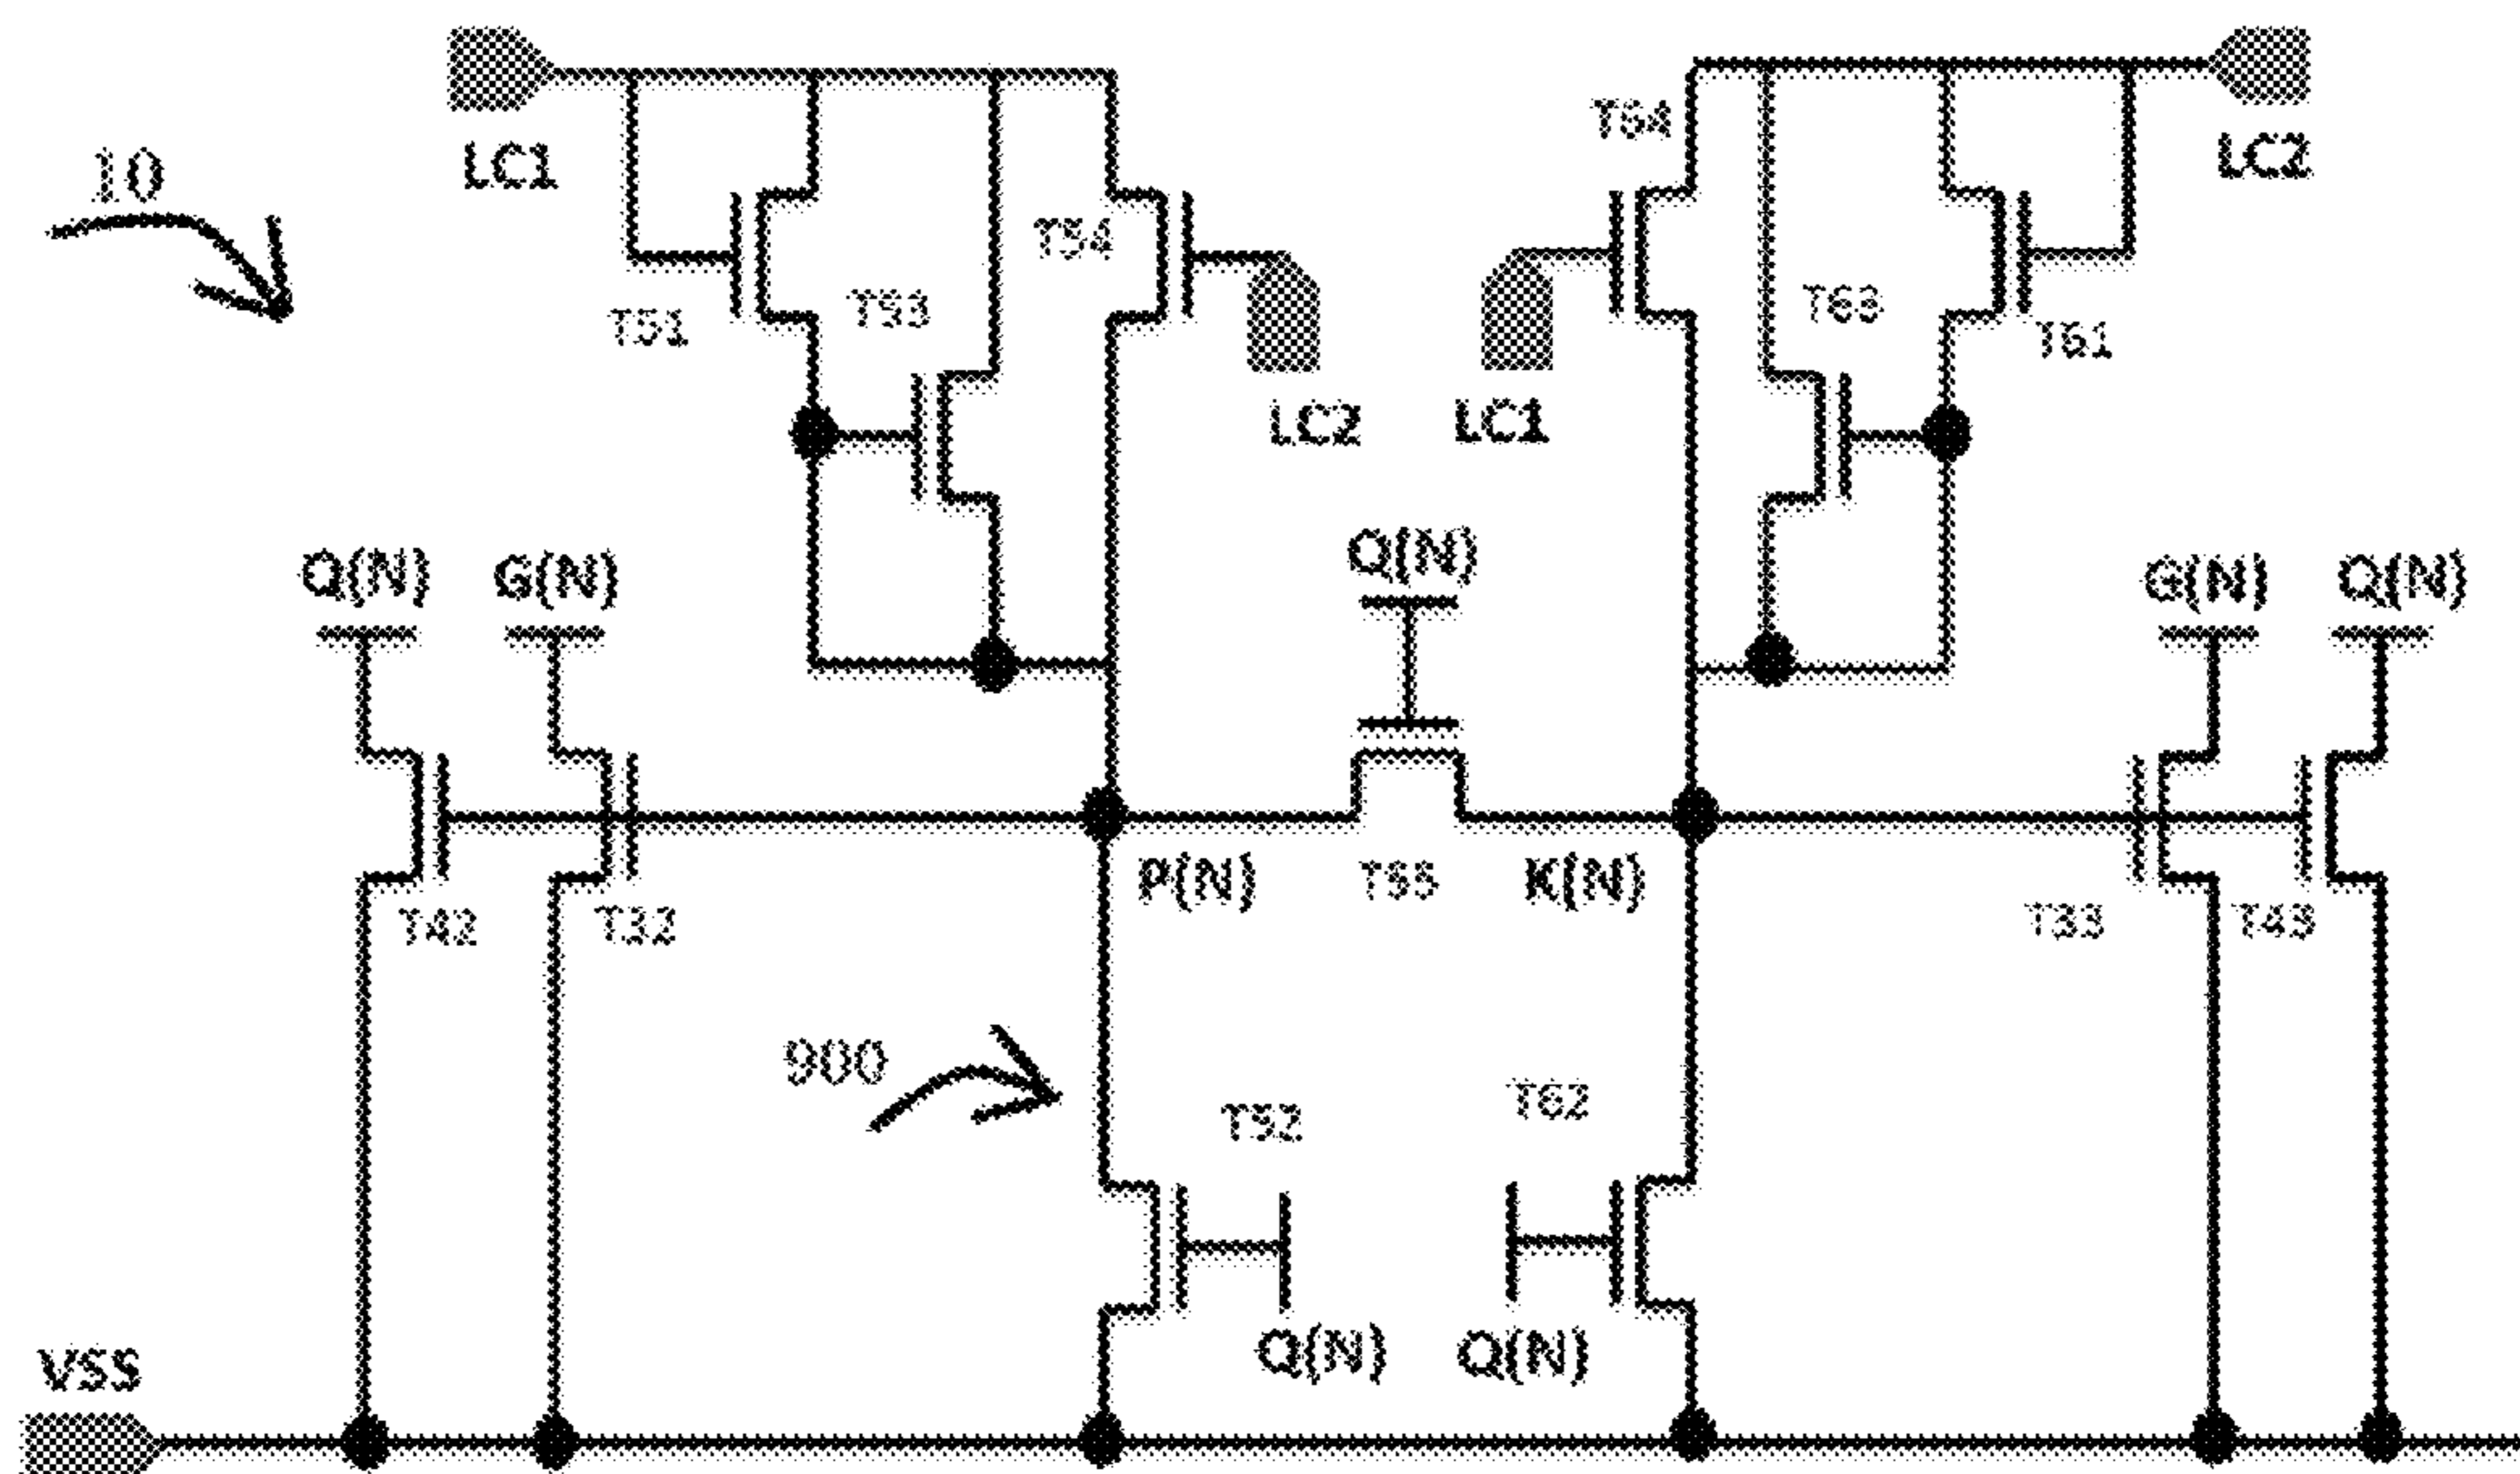 LC1
T64
LC2
10
T54
T51
T53
T63
T61
LC2
LC1
Q(N)
G(N)
Q(N)
G(N)
Q(N)
P(N)
T55
K(N)
T42
T32
T33
T43
900
T52
T62
Q(N)
Q(N)
VSS